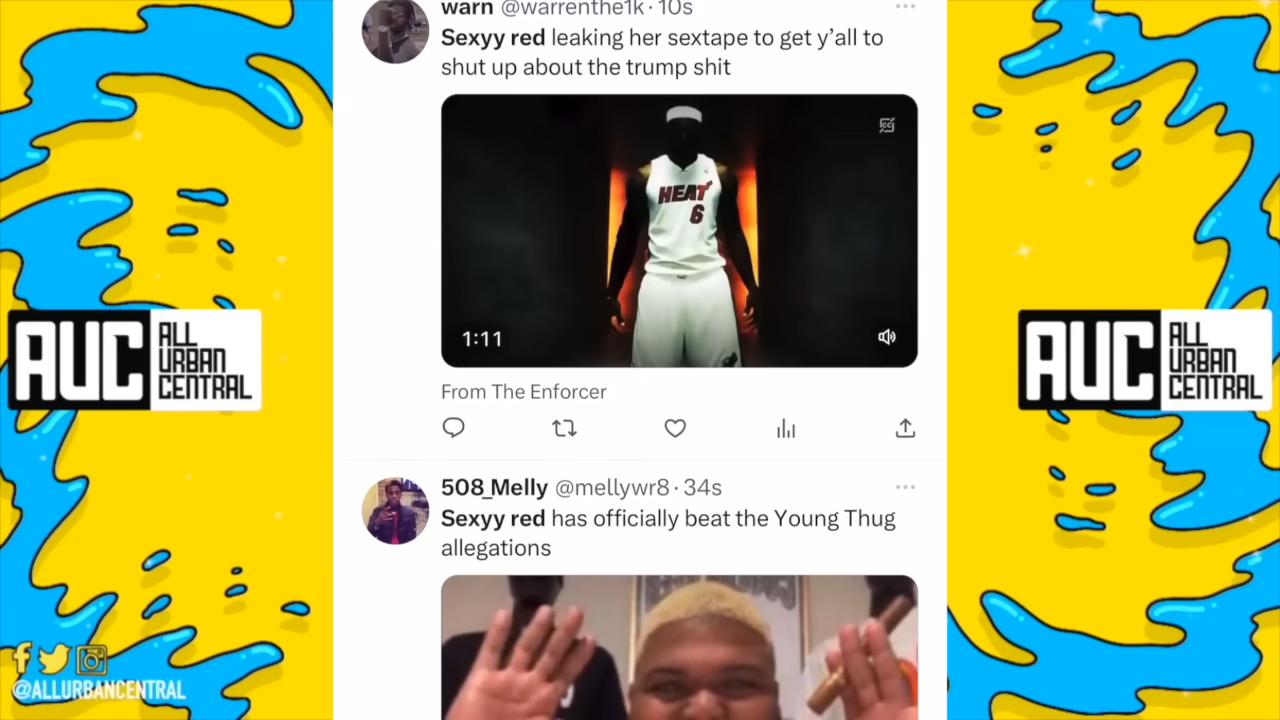 warn @warrenthe1k · 10s
Sexyy red leaking her sextape to get y’all to
shut up about the trump shit
CC
HEAT
6
1:11
From The Enforcer
508_Melly @mellywr8 · 34s
Sexyy red has officially beat the Young Thug
allegations
AUC ALL
URBAN
CENTRAL
AUC ALL
URBAN
CENTRAL
@ALLURBANCENTRAL